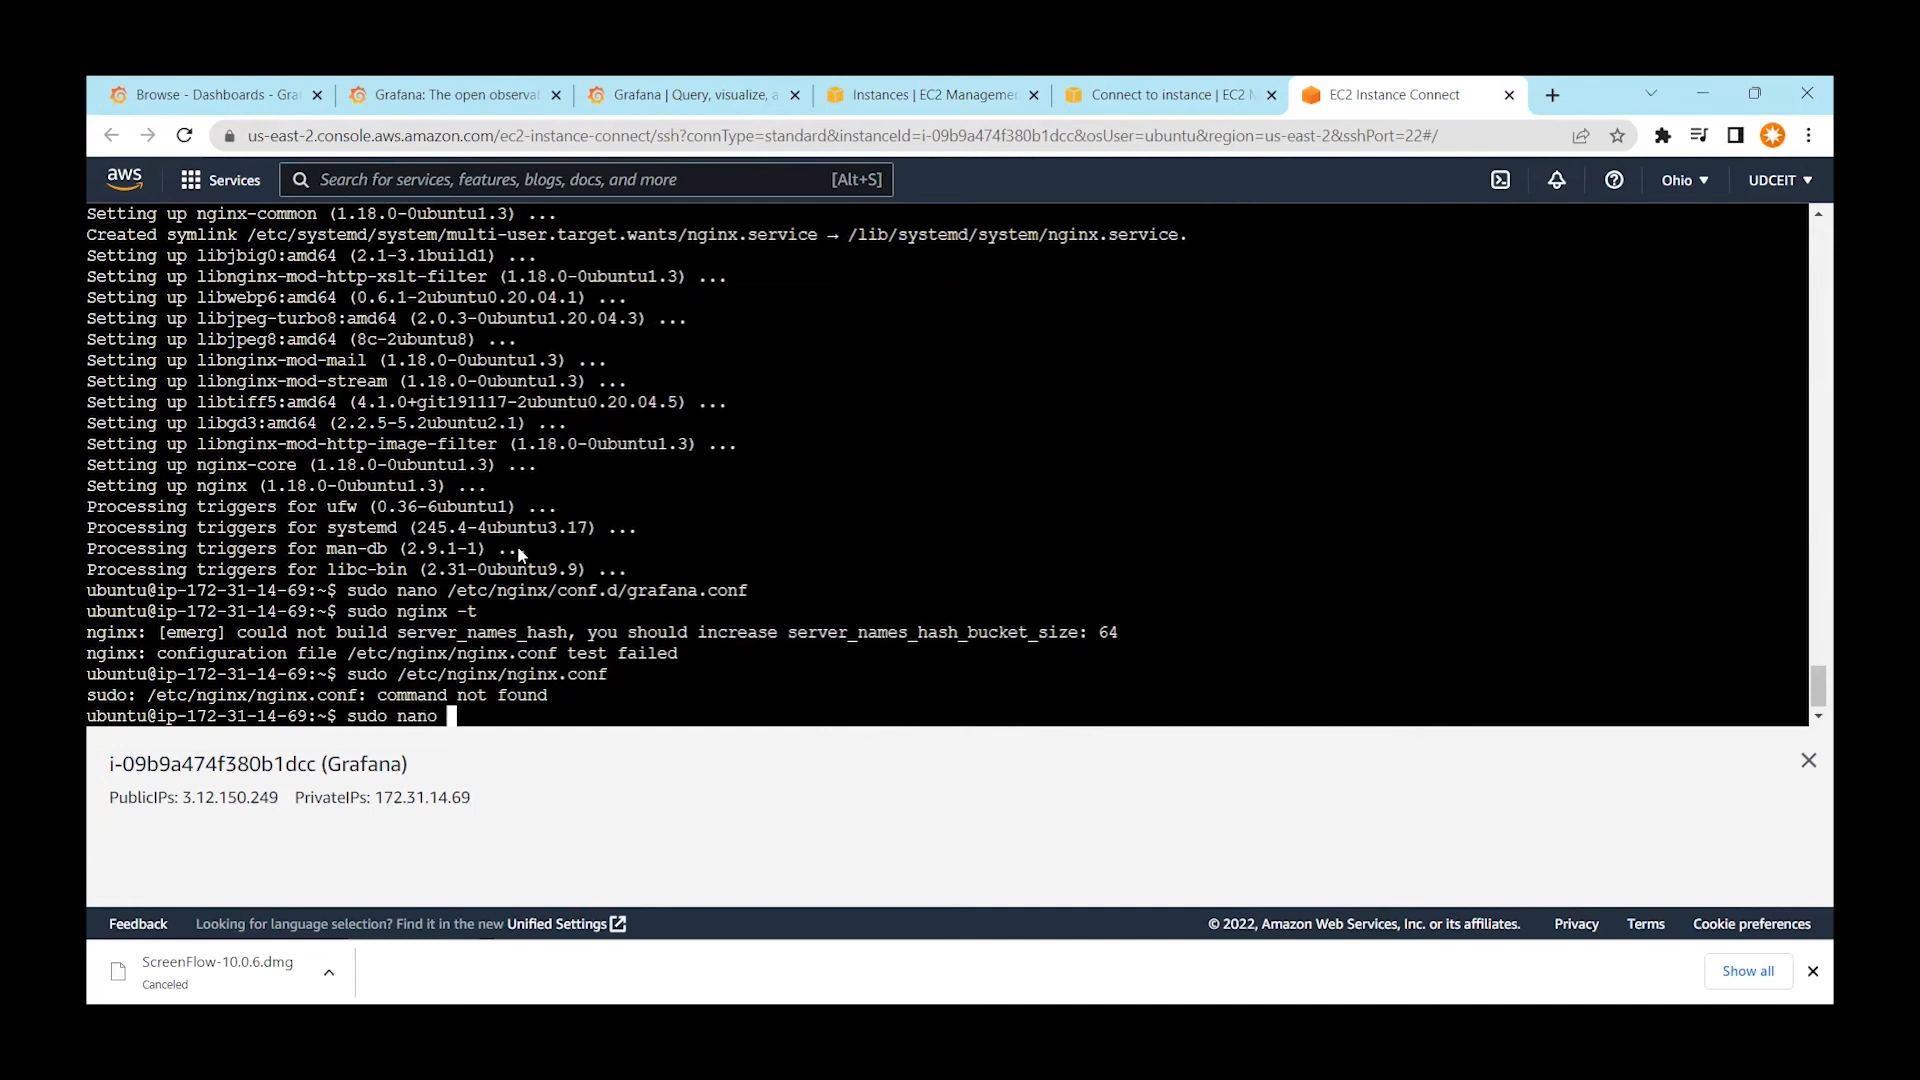 Browse - Dashboards - Gra
Grafana: The open observa
Grafana | Query, visualize, a
Instances | EC2 Managemen
Connect to instance | EC2 M
EC2 Instance Connect
us-east-2.console.aws.amazon.com/ec2-instance-connect/ssh?connType=standard&instanceId=i-09b9a474f380b1dcc&osUser=ubuntu&region=us-east-2&sshPort=22#/
aws
Services
Search for services, features, blogs, docs, and more
[Alt+S]
Ohio
UDCEIT
Setting up nginx-common (1.18.0-0ubuntu1.3) ...
Created symlink /etc/systemd/system/multi-user.target.wants/nginx.service → /lib/systemd/system/nginx.service.
Setting up libjbig0:amd64 (2.1-3.1build1) ...
Setting up libnginx-mod-http-xslt-filter (1.18.0-0ubuntu1.3) ...
Setting up libwebp6:amd64 (0.6.1-2ubuntu0.20.04.1) ...
Setting up libjpeg-turbo8:amd64 (2.0.3-0ubuntu1.20.04.3) ...
Setting up libjpeg8:amd64 (8c-2ubuntu8) ...
Setting up libnginx-mod-mail (1.18.0-0ubuntu1.3) ...
Setting up libnginx-mod-stream (1.18.0-0ubuntu1.3) ...
Setting up libtiff5:amd64 (4.1.0+git191117-2ubuntu0.20.04.5) ...
Setting up libgd3:amd64 (2.2.5-5.2ubuntu2.1) ...
Setting up libnginx-mod-http-image-filter (1.18.0-0ubuntu1.3) ...
Setting up nginx-core (1.18.0-0ubuntu1.3) ...
Setting up nginx (1.18.0-0ubuntu1.3) ...
Processing triggers for ufw (0.36-6ubuntu1) ...
Processing triggers for systemd (245.4-4ubuntu3.17) ...
Processing triggers for man-db (2.9.1-1) ...
Processing triggers for libc-bin (2.31-0ubuntu9.9) ...
ubuntu@ip-172-31-14-69:~$ sudo nano /etc/nginx/conf.d/grafana.conf
ubuntu@ip-172-31-14-69:~$ sudo nginx -t
nginx: [emerg] could not build server_names_hash, you should increase server_names_hash_bucket_size: 64
nginx: configuration file /etc/nginx/nginx.conf test failed
ubuntu@ip-172-31-14-69:~$ sudo /etc/nginx/nginx.conf
sudo: /etc/nginx/nginx.conf: command not found
ubuntu@ip-172-31-14-69:~$ sudo nano
i-09b9a474f380b1dcc (Grafana)
PublicIPs: 3.12.150.249 PrivateIPs: 172.31.14.69
Feedback
Looking for language selection? Find it in the new Unified Settings
© 2022, Amazon Web Services, Inc. or its affiliates.
Privacy
Terms
Cookie preferences
ScreenFlow-10.0.6.dmg
Canceled
Show all